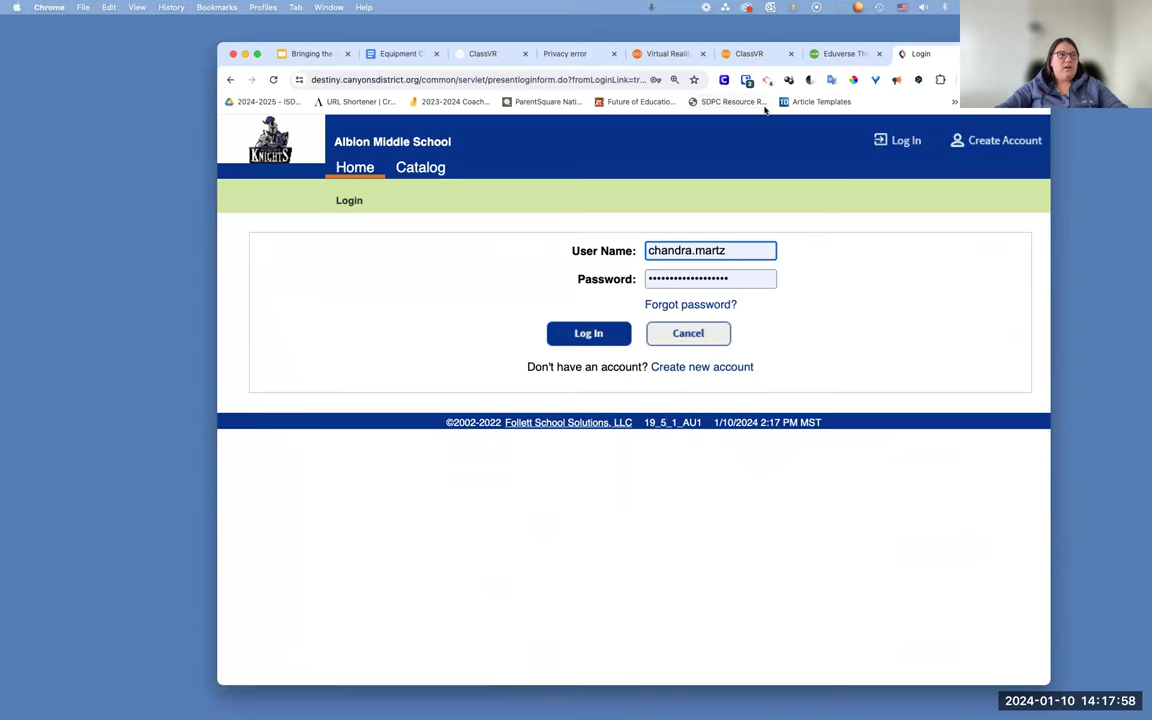 Chrome File Edit View History Bookmarks Profiles Tab Window Help
Bringing the Equipment C ClassVR Privacy error Virtual Realit ClassVR Eduverse Th Login
destiny.canyonsdistrict.org/common/servlet/presentloginform.do?fromLoginLink=tr...
2024-2025 - ISD... URL Shortener | Cr... 2023-2024 Coach... ParentSquare Nati... Future of Educatio... SDPC Resource R... Article Templates »
KNIGHTS
Albion Middle School
Log In Create Account
Home Catalog
Login
User Name: chandra.martz
Password: •••••••••••••••••••
Forgot password?
Log In Cancel
Don't have an account? Create new account
©2002-2022 Follett School Solutions, LLC 19_5_1_AU1 1/10/2024 2:17 PM MST
2024-01-10 14:17:58